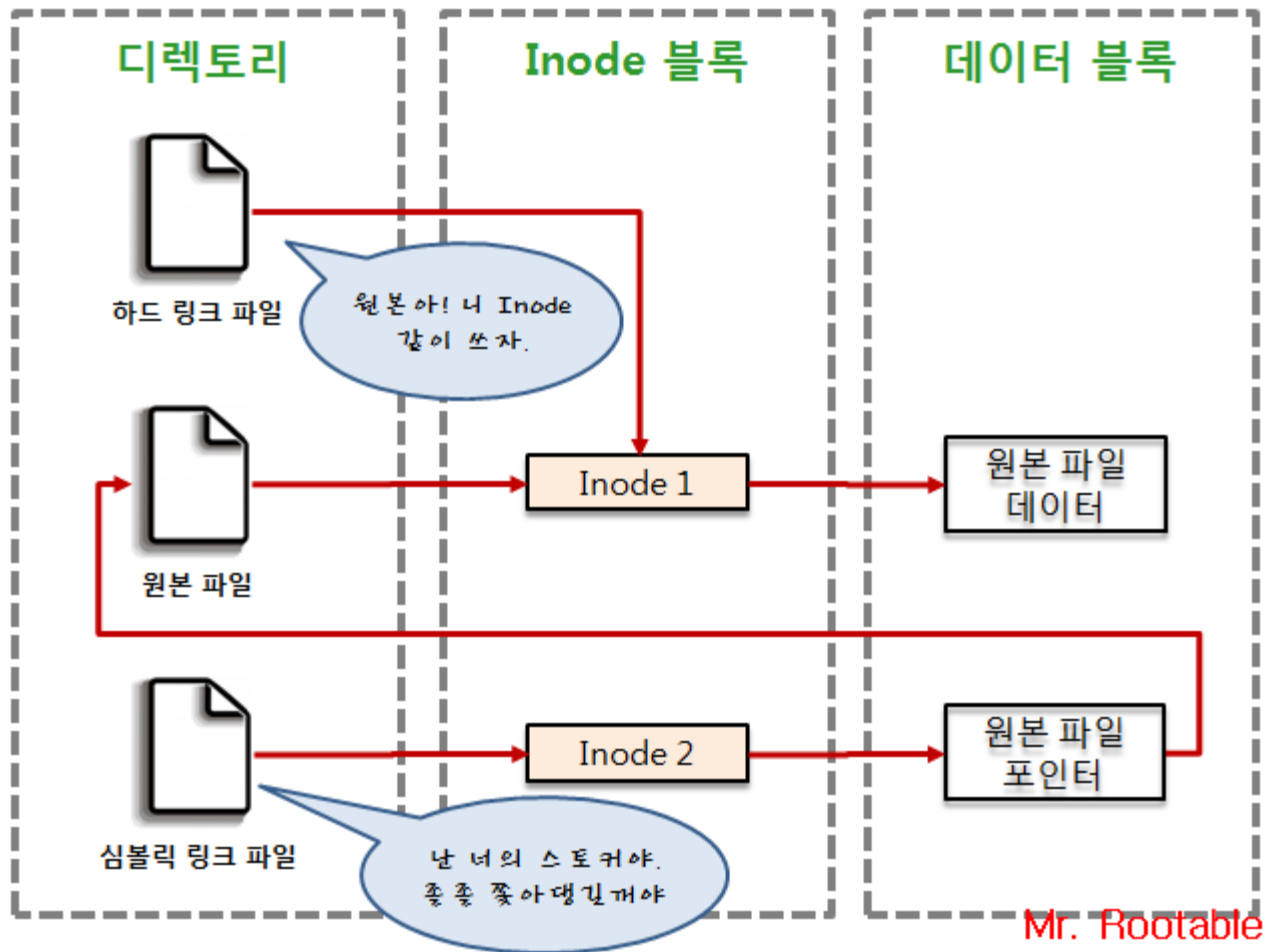 디렉토리
Inode 블록
데이터 블록
하드 링크 파일
원본아! 니 Inode
같이 쓰자.
원본 파일
Inode 1
원본 파일
데이터
심볼릭 링크 파일
Inode 2
원본 파일
포인터
난 너의 스토커야.
졸졸 쫓아댕길꺼야
Mr. Rootable